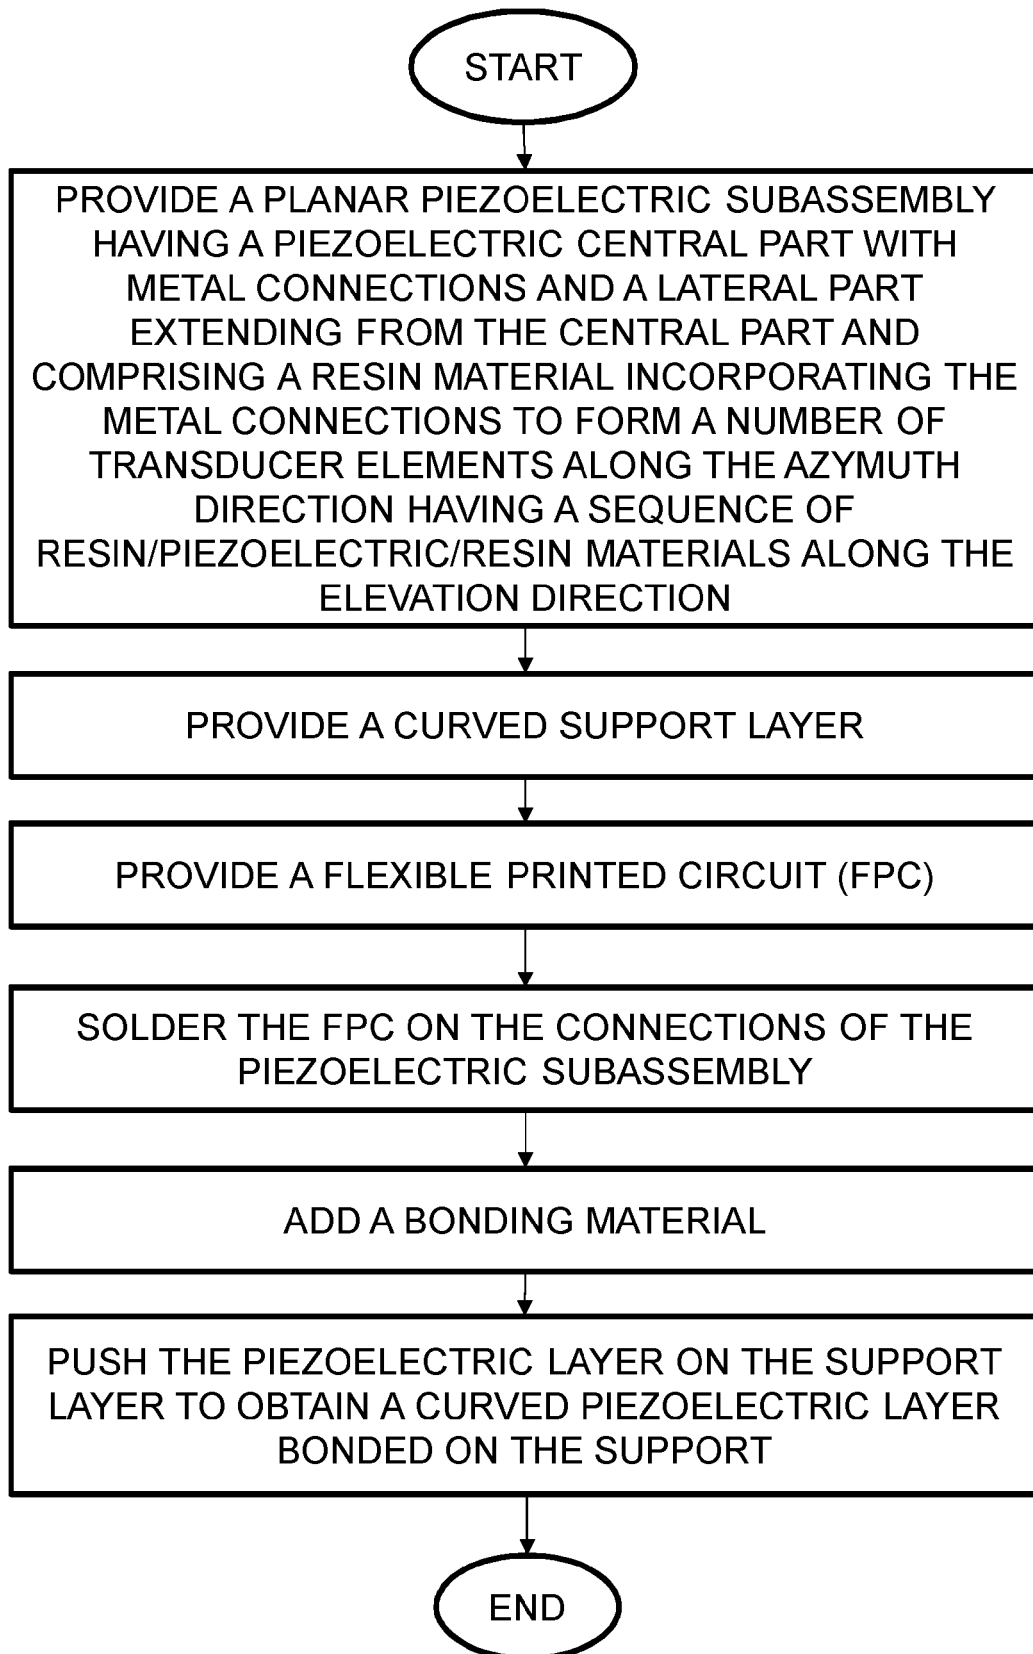 START
PROVIDE A PLANAR PIEZOELECTRIC SUBASSEMBLY
HAVING A PIEZOELECTRIC CENTRAL PART WITH
METAL CONNECTIONS AND A LATERAL PART
EXTENDING FROM THE CENTRAL PART AND
COMPRISING A RESIN MATERIAL INCORPORATING THE
METAL CONNECTIONS TO FORM A NUMBER OF
TRANSDUCER ELEMENTS ALONG THE AZYMUTH
DIRECTION HAVING A SEQUENCE OF
RESIN/PIEZOELECTRIC/RESIN MATERIALS ALONG THE
ELEVATION DIRECTION
PROVIDE A CURVED SUPPORT LAYER
PROVIDE A FLEXIBLE PRINTED CIRCUIT (FPC)
SOLDER THE FPC ON THE CONNECTIONS OF THE
PIEZOELECTRIC SUBASSEMBLY
ADD A BONDING MATERIAL
PUSH THE PIEZOELECTRIC LAYER ON THE SUPPORT
LAYER TO OBTAIN A CURVED PIEZOELECTRIC LAYER
BONDED ON THE SUPPORT
END